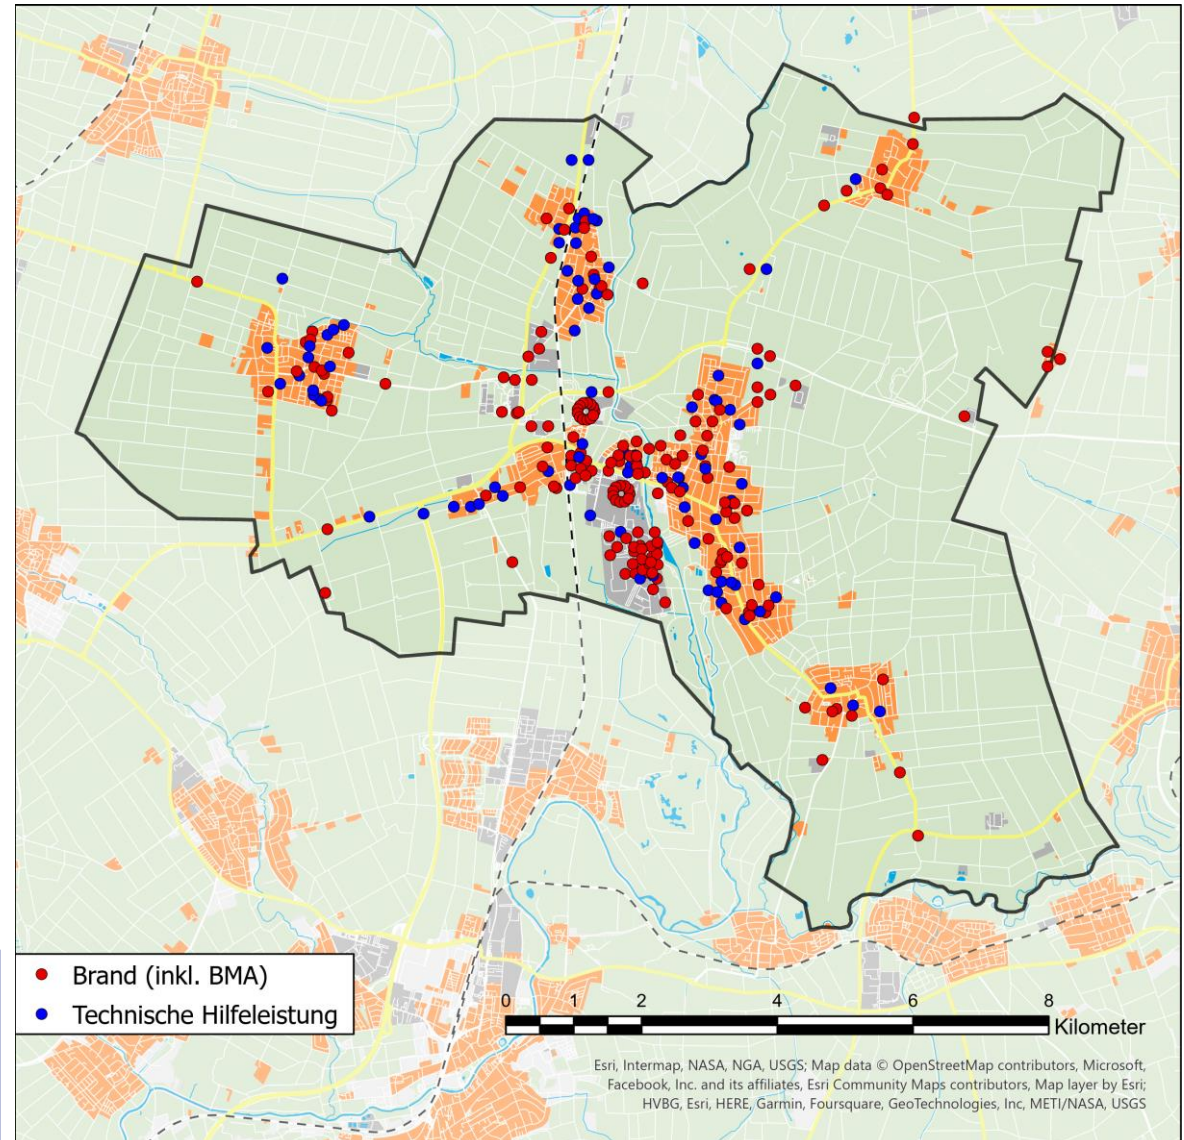 Brand (inkl. BMA)
Technische Hilfeleistung
0 1 2 4 6 8
Kilometer
Esri, Intermap, NASA, NGA, USGS; Map data © OpenStreetMap contributors, Microsoft,
Facebook, Inc. and its affiliates, Esri Community Maps contributors, Map layer by Esri;
HVBG, Esri, HERE, Garmin, Foursquare, GeoTechnologies, Inc, METI/NASA, USGS